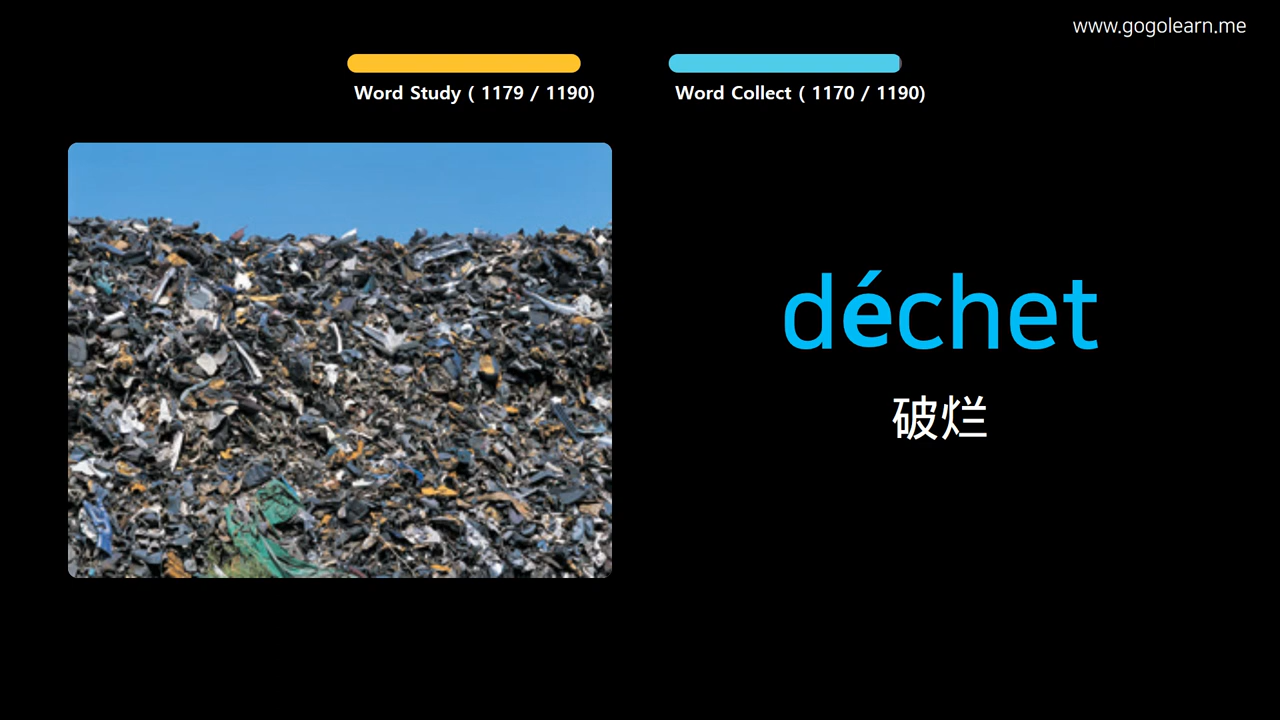 www.gogolearn.me
Word Study ( 1179 / 1190)
Word Collect ( 1170 / 1190)
déchet
破烂